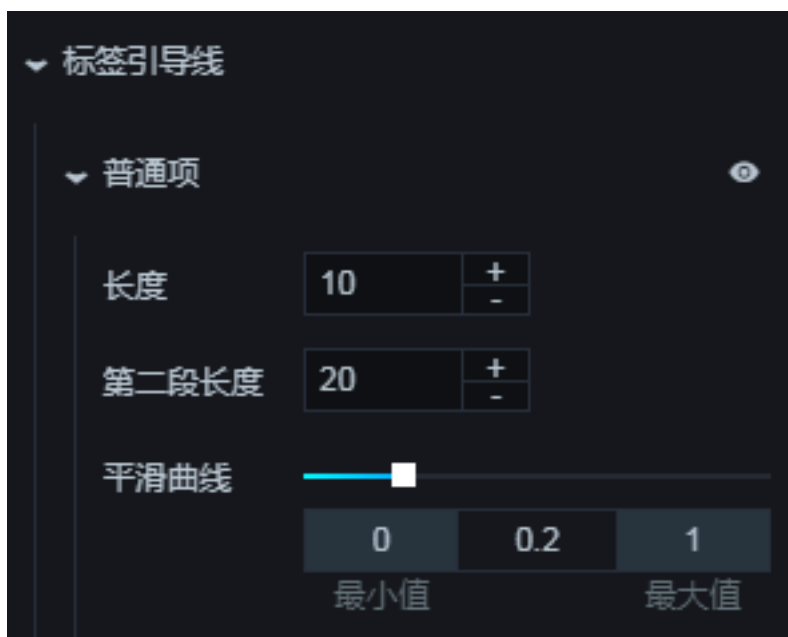 标签引导线
普通项
长度 10 + -
第二段长度 20 + -
平滑曲线
0 0.2 1
最小值 最大值